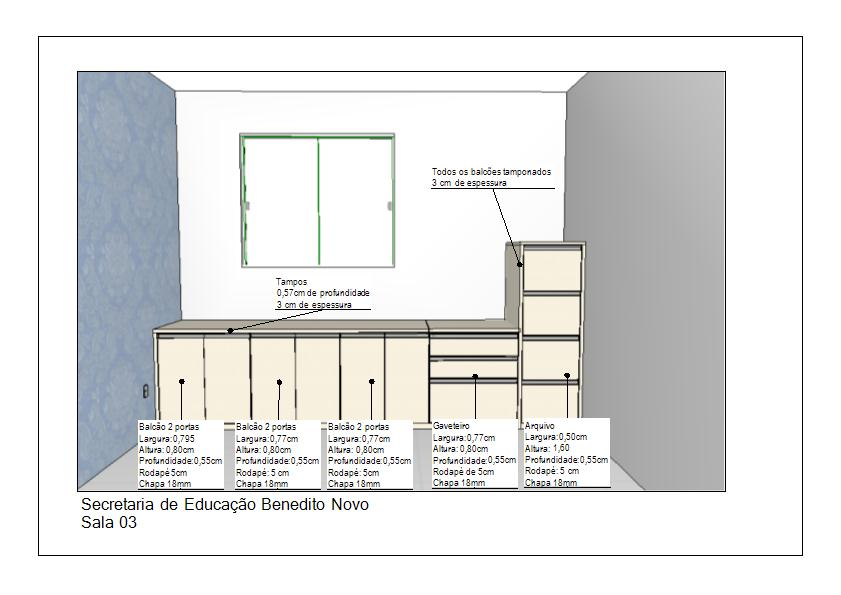 Todos os balcões tamponados
3 cm de espessura
Tampos
0,57cm de profundidade
3 cm de espessura
Balcão 2 portas
Largura:0,795
Altura: 0,80cm
Profundidade:0,55cm
Rodapé 5cm
Chapa 18mm
Balcão 2 portas
Largura:0,77cm
Altura: 0,80cm
Profundidade:0,55cm
Rodapé: 5 cm
Chapa 18mm
Balcão 2 portas
Largura:0,77cm
Altura: 0,80cm
Profundidade:0,55cm
Rodapé: 5cm
Chapa 18mm
Gaveteiro
Largura:0,77cm
Altura: 0,80cm
Profundidade:0,55cm
Rodapé de 5cm
Chapa 18mm
Arquivo
Largura:0,50cm
Altura: 1,60
Profundidade:0,55cm
Rodapé: 5 cm
Chapa 18mm
Secretaria de Educação Benedito Novo
Sala 03